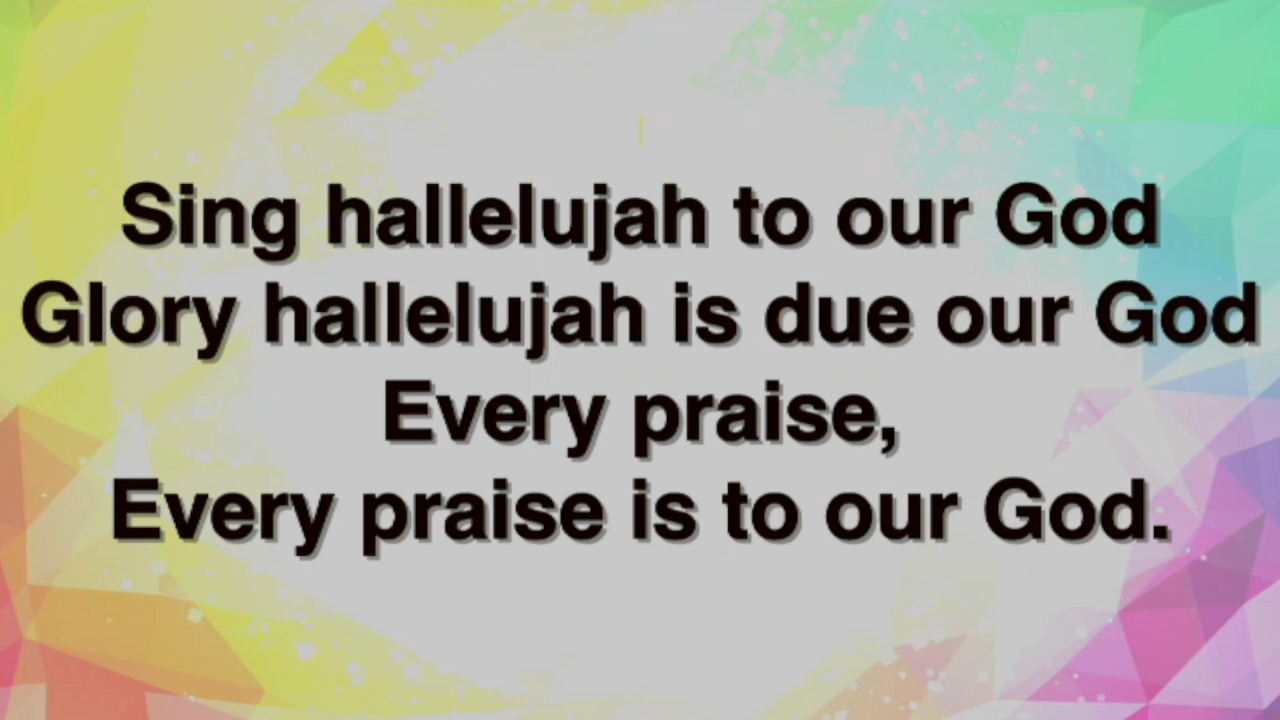 Sing hallelujah to our God
Glory hallelujah is due our God
Every praise,
Every praise is to our God.